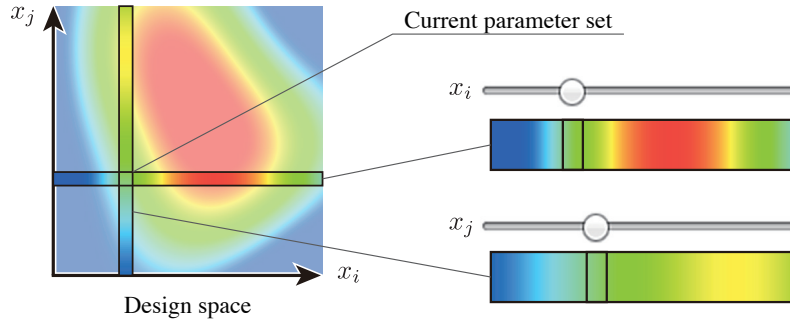 x_j
Current parameter set
x_i
x_j
x_i
Design space